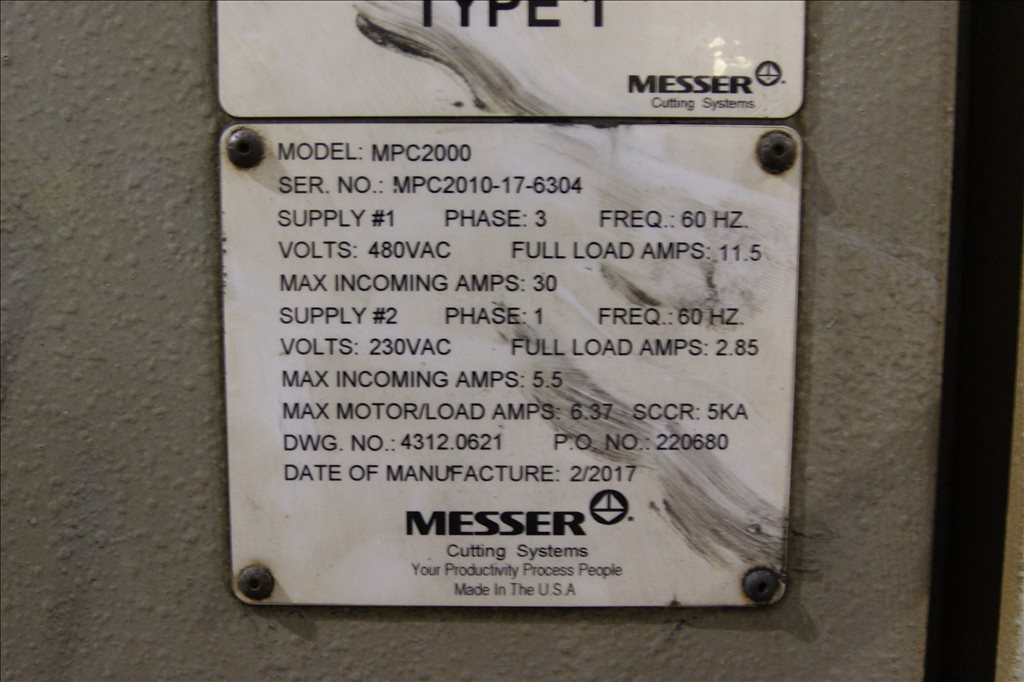 TYPE 1
MESSER
Cutting Systems
MODEL: MPC2000
SER. NO.: MPC2010-17-6304
SUPPLY #1 PHASE: 3 FREQ.: 60 HZ.
VOLTS: 480VAC FULL LOAD AMPS: 11.5
MAX INCOMING AMPS: 30
SUPPLY #2 PHASE: 1 FREQ.: 60 HZ.
VOLTS: 230VAC FULL LOAD AMPS: 2.85
MAX INCOMING AMPS: 5.5
MAX MOTOR/LOAD AMPS: 6.37 SCCR: 5KA
DWG. NO.: 4312.0621 P.O. NO.: 220680
DATE OF MANUFACTURE: 2/2017
MESSER
Cutting Systems
Your Productivity Process People
Made In The U.S.A